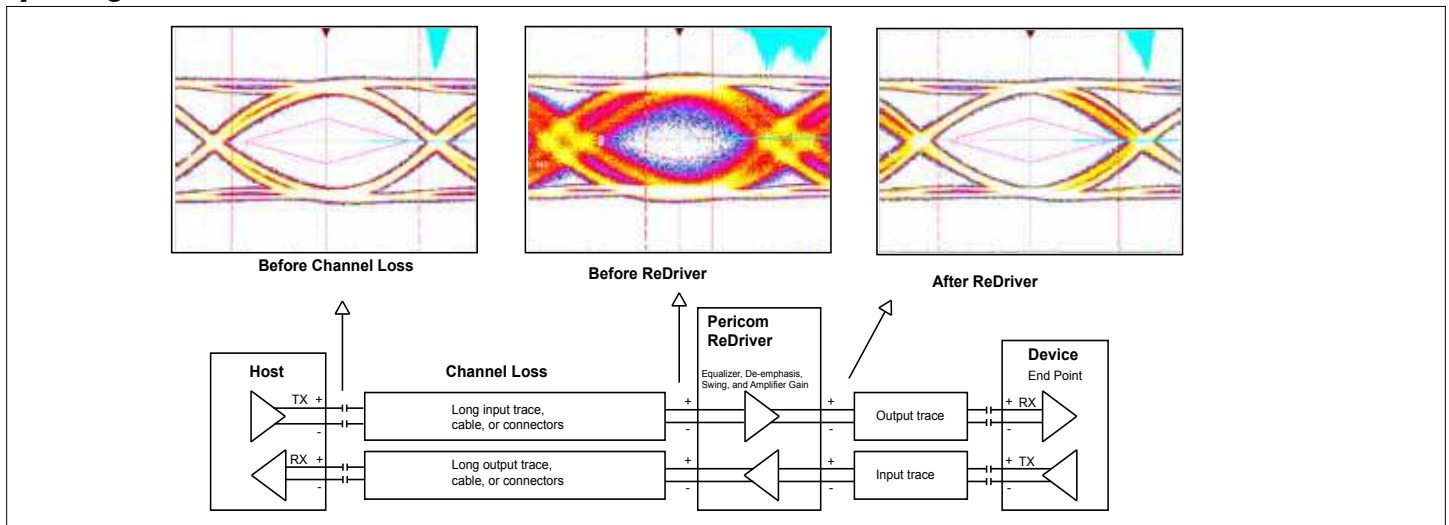 Before Channel Loss
Before ReDriver
After ReDriver
Pericom
ReDriver
Equalizer, De-emphasis,
Swing, and Amplifier Gain
Host
Channel Loss
Device
End Point
TX +
-
Long input trace,
cable, or connectors
+
-
+
-
Output trace
+ RX
-
RX +
-
Long output trace,
cable, or connectors
+
-
+
-
Input trace
+ TX
-